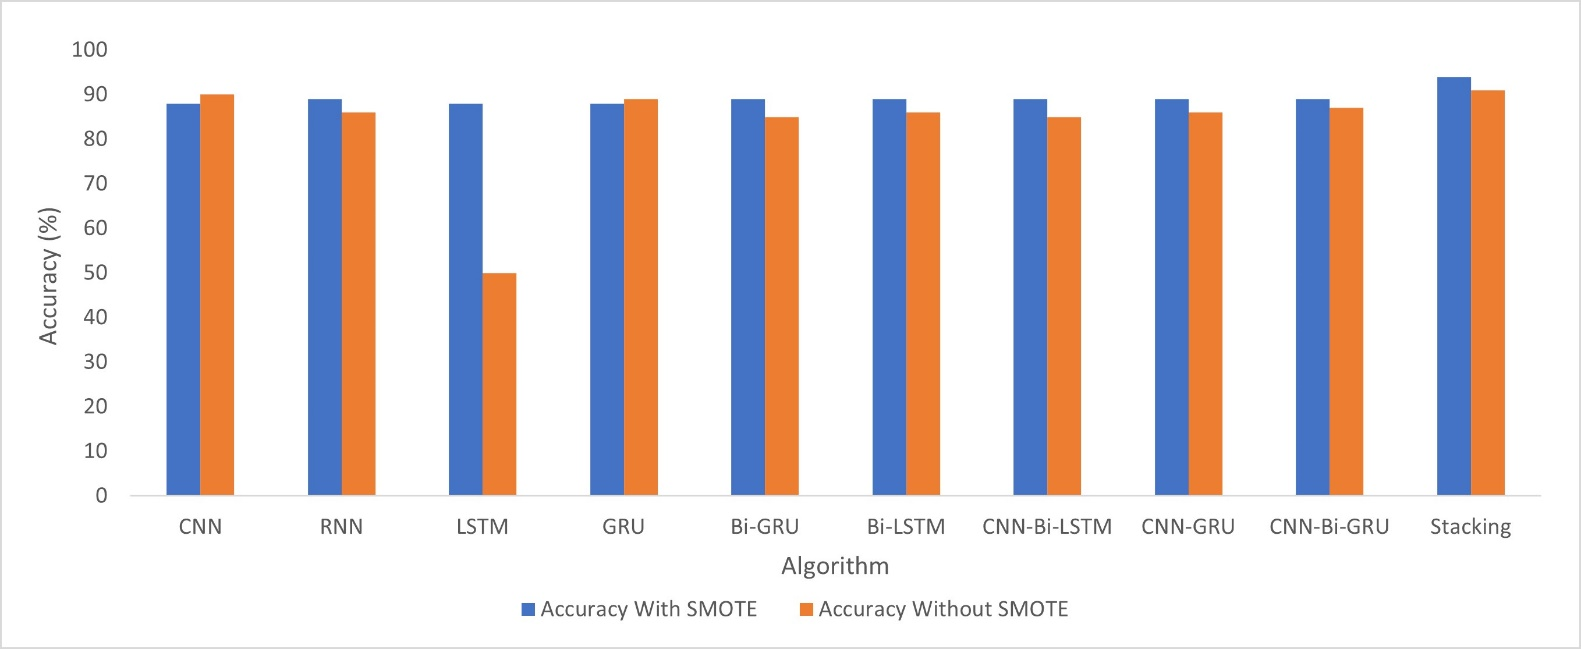 100
90
80
70
60
50
40
30
20
10
0
Accuracy (%)
CNN RNN LSTM GRU Bi-GRU Bi-LSTM CNN-Bi-LSTM CNN-GRU CNN-Bi-GRU Stacking
Algorithm
Accuracy With SMOTE Accuracy Without SMOTE